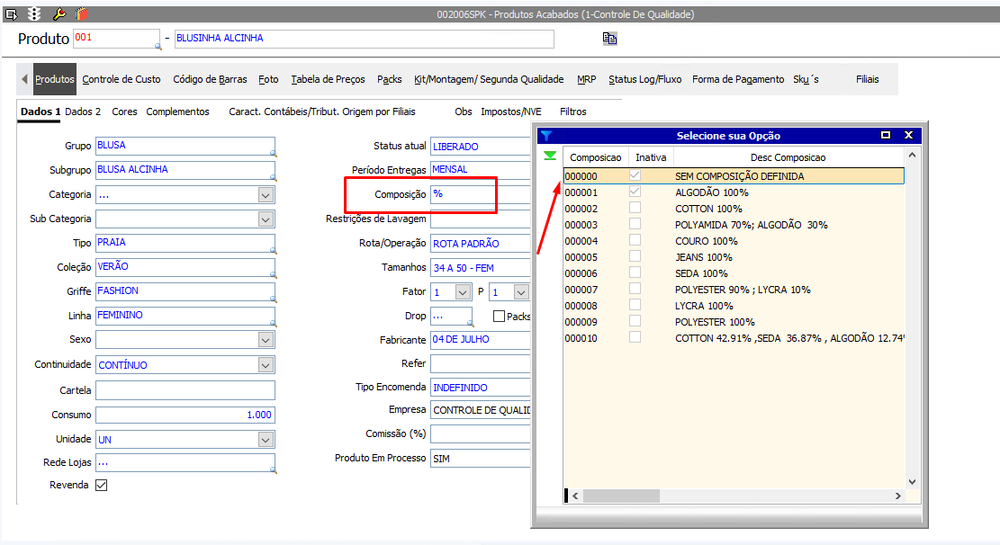 002006SPK - Produtos Acabados (1-Controle De Qualidade)
Produto 001 - BLUSINHA ALCINHA
Produtos Controle de Custo Código de Barras Foto Tabela de Preços Packs Kit/Montagem/ Segunda Qualidade MRP Status Log/Fluxo Forma de Pagamento Sku´s Filiais
Dados 1 Dados 2 Cores Complementos Caract. Contábeis/Tribut. Origem por Filiais Obs Impostos/NVE Filtros
Grupo BLUSA
Subgrupo BLUSA ALCINHA
Categoria ...
Sub Categoria
Tipo PRAIA
Coleção VERÃO
Griffe FASHION
Linha FEMININO
Sexo
Continuidade CONTÍNUO
Cartela
Consumo 1.000
Unidade UN
Rede Lojas ...
Revenda
Status atual LIBERADO
Período Entregas MENSAL
Composição %
Restrições de Lavagem
Rota/Operação ROTA PADRÃO
Tamanhos 34 A 50 - FEM
Fator 1 P 1
Drop ... Packs
Fabricante 04 DE JULHO
Refer
Tipo Encomenda INDEFINIDO
Empresa CONTROLE DE QUALID
Comissão (%)
Produto Em Processo SIM
Selecione sua Opção
Composicao Inativa Desc Composicao
000000 SEM COMPOSIÇÃO DEFINIDA
000001 ALGODÃO 100%
000002 COTTON 100%
000003 POLYAMIDA 70%; ALGODÃO 30%
000004 COURO 100%
000005 JEANS 100%
000006 SEDA 100%
000007 POLYESTER 90% ; LYCRA 10%
000008 LYCRA 100%
000009 POLYESTER 100%
000010 COTTON 42.91% ,SEDA 36.87% , ALGODÃO 12.74%